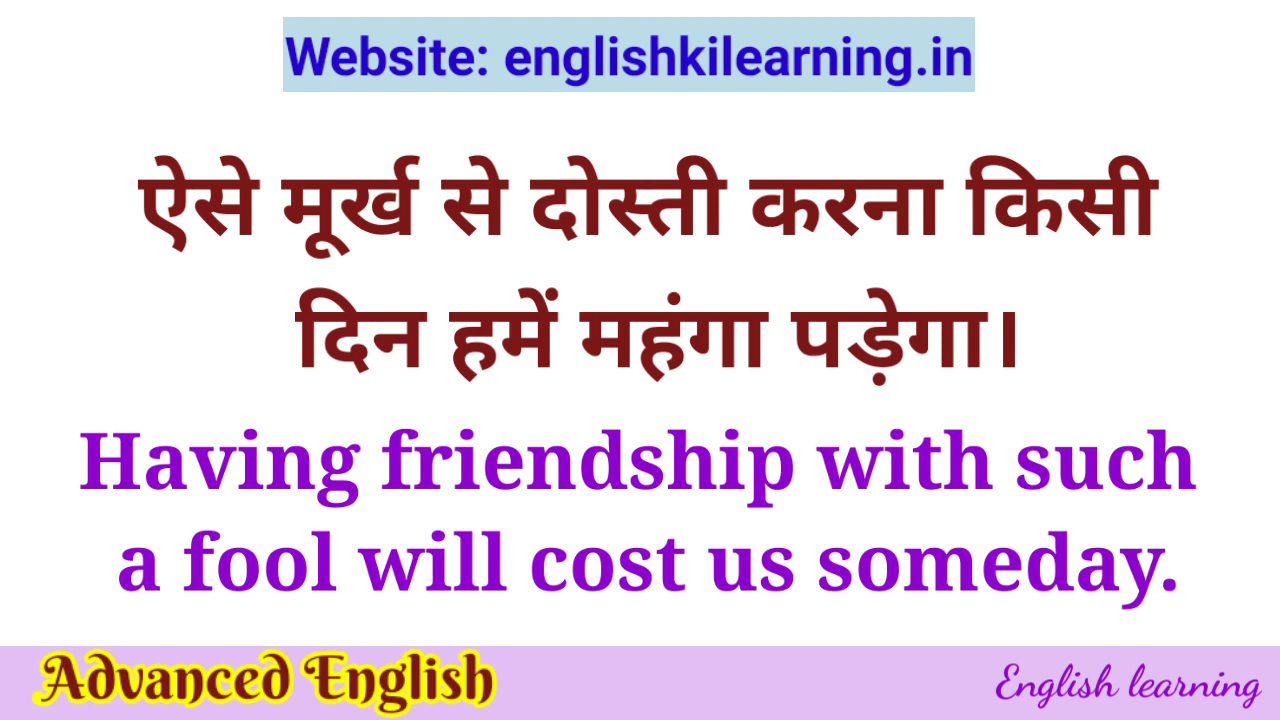 Website: englishkilearning.in
ऐसे मूर्ख से दोस्ती करना किसी
दिन हमें महंगा पड़ेगा।
Having friendship with such
a fool will cost us someday.
Advanced English
English learning